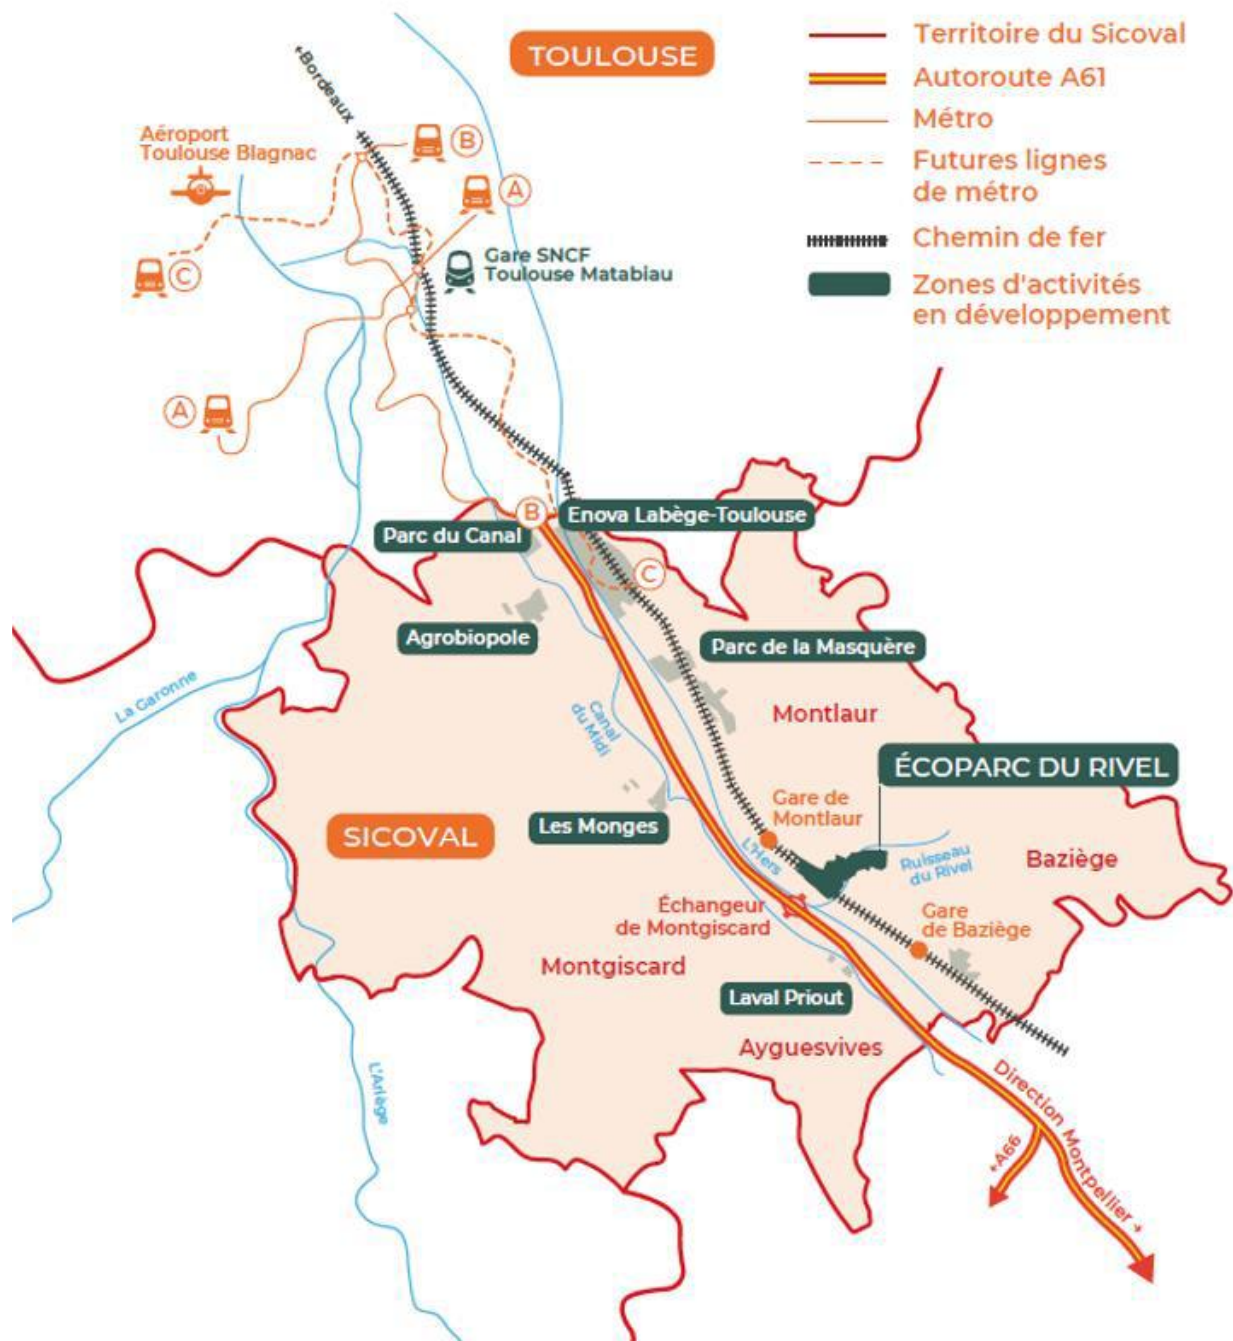 TOULOUSE
Territoire du Sicoval
Autoroute A61
Métro
Futures lignes
de métro
Chemin de fer
Zones d'activités
en développement
←Bordeaux
Aéroport
Toulouse Blagnac
B
A
C
Gare SNCF
Toulouse Matabiau
A
B
Enova Labège-Toulouse
Parc du Canal
C
Agrobiopole
Parc de la Masquère
La Garonne
Canal
du Midi
Montlaur
ÉCOPARC DU RIVEL
Gare de
Montlaur
Les Monges
SICOVAL
L'Hers
Ruisseau
du Rivel
Baziège
Échangeur
de Montgiscard
Gare
de Baziège
Montgiscard
Laval Priout
Ayguesvives
L'Ariège
Direction Montpellier →
←A66